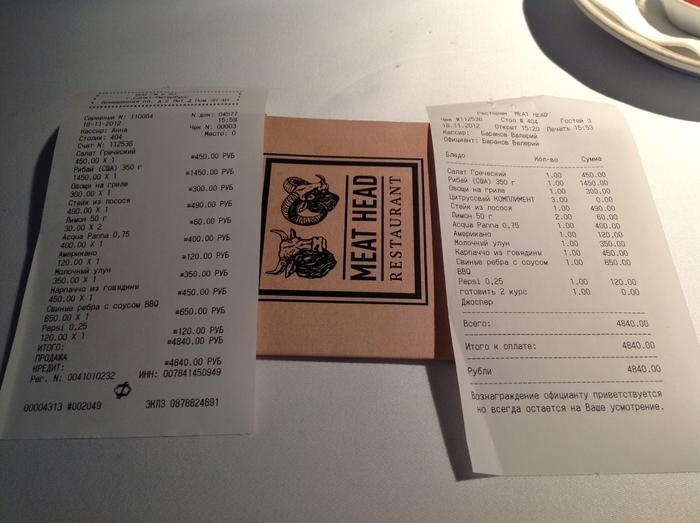 г.Санкт-Петербург
Серийный N: 110064 N док: 04577
18-11-2012 15:59
Кассир: Анна Чек N: 00003
Столик: 404 Место: 0
Счет N: 112536
Салат Греческий
450.00 X 1 =450.00 РУБ
Рибай (США) 350 г
1450.00 X 1 =1450.00 РУБ
Овощи на гриле
300.00 X 1 =300.00 РУБ
Стейк из лосося
490.00 X 1 =490.00 РУБ
Лимон 50 г
30.00 X 2 =60.00 РУБ
Acqua Panna 0,75
400.00 X 1 =400.00 РУБ
Американо
120.00 X 1 =120.00 РУБ
Молочный улун
350.00 X 1 =350.00 РУБ
Карпаччо из говядины
450.00 X 1 =450.00 РУБ
Свиные ребра с соусом BBQ
650.00 X 1 =650.00 РУБ
Pepsi 0,25
120.00 X 1 =120.00 РУБ
ИТОГО: =4840.00 РУБ
ПРОДАЖА
КРЕДИТ: =4840.00 РУБ
Рег. N: 0041010232 ИНН: 007841450949
00004313 #002049 ЭКЛЗ 0878824691
MEAT HEAD
RESTAURANT
Ресторан "MEAT HEAD"
Чек #112536 Стол # 404 Гостей 3
18.11.2012 Открыт 15:20 Печать 15:53
Кассир: Баранов Валерий
Официант: Баранов Валерий
Блюдо Кол-во Сумма
Салат Греческий 1.00 450.00
Рибай (США) 350 г 1.00 1450.00
Овощи на гриле 1.00 300.00
Цитрусовый КОМПЛИМЕНТ 3.00 0.00
Стейк из лосося 1.00 490.00
Лимон 50 г 2.00 60.00
Acqua Panna 0,75 1.00 400.00
Американо 1.00 120.00
Молочный улун 1.00 350.00
Карпаччо из говядины 1.00 450.00
Свиные ребра с соусом 1.00 650.00
BBQ
Pepsi 0,25 1.00 120.00
готовить 2 курс 1.00 0.00
Джоспер
Всего: 4840.00
Итого к оплате: 4840.00
Рубли 4840.00
Вознаграждение официанту приветствуется
но всегда остается на Ваше усмотрение.